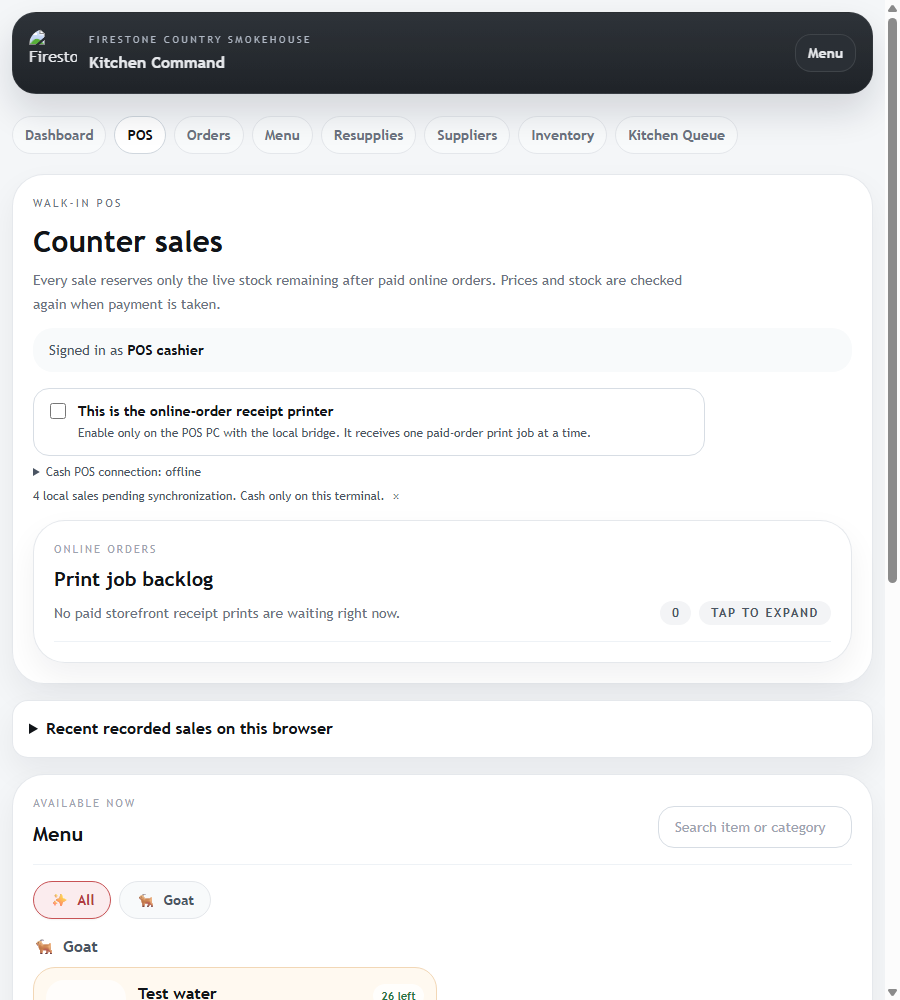 Firesto
FIRESTONE COUNTRY SMOKEHOUSE
Kitchen Command
Menu
Dashboard
POS
Orders
Menu
Resupplies
Suppliers
Inventory
Kitchen Queue
WALK-IN POS
Counter sales
Every sale reserves only the live stock remaining after paid online orders. Prices and stock are checked
again when payment is taken.
Signed in as POS cashier
This is the online-order receipt printer
Enable only on the POS PC with the local bridge. It receives one paid-order print job at a time.
Cash POS connection: offline
4 local sales pending synchronization. Cash only on this terminal. ×
ONLINE ORDERS
Print job backlog
No paid storefront receipt prints are waiting right now.
0
TAP TO EXPAND
Recent recorded sales on this browser
AVAILABLE NOW
Menu
Search item or category
All
Goat
Goat
Test water
26 left